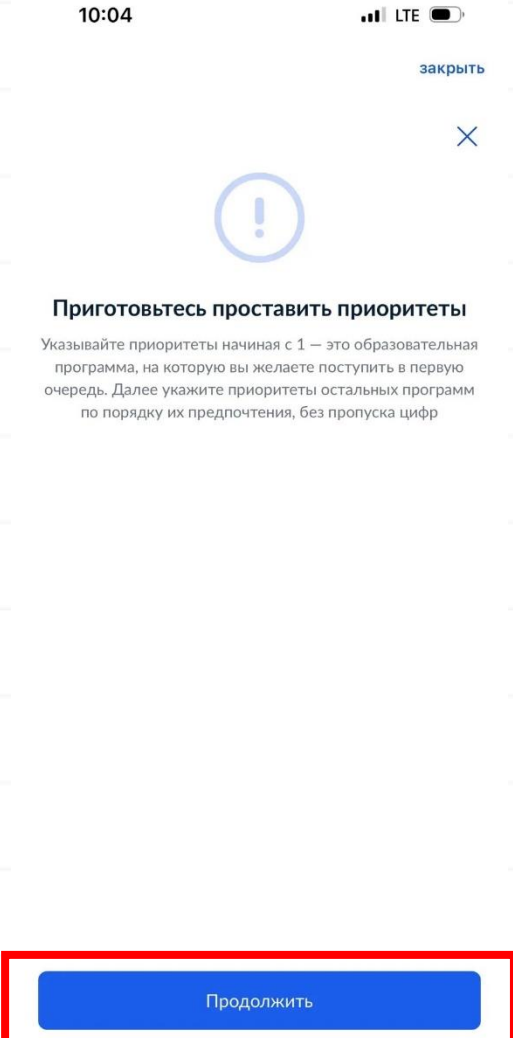 10:04 LTE
закрыть
Приготовьтесь проставить приоритеты
Указывайте приоритеты начиная с 1 — это образовательная
программа, на которую вы желаете поступить в первую
очередь. Далее укажите приоритеты остальных программ
по порядку их предпочтения, без пропуска цифр
Продолжить